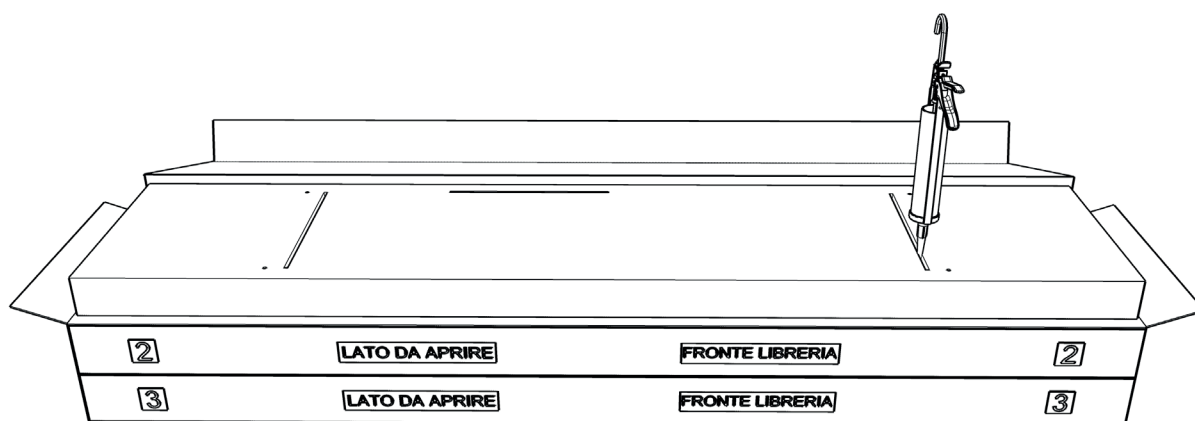 2 LATO DA APRIRE FRONTE LIBRERIA 2
3 LATO DA APRIRE FRONTE LIBRERIA 3